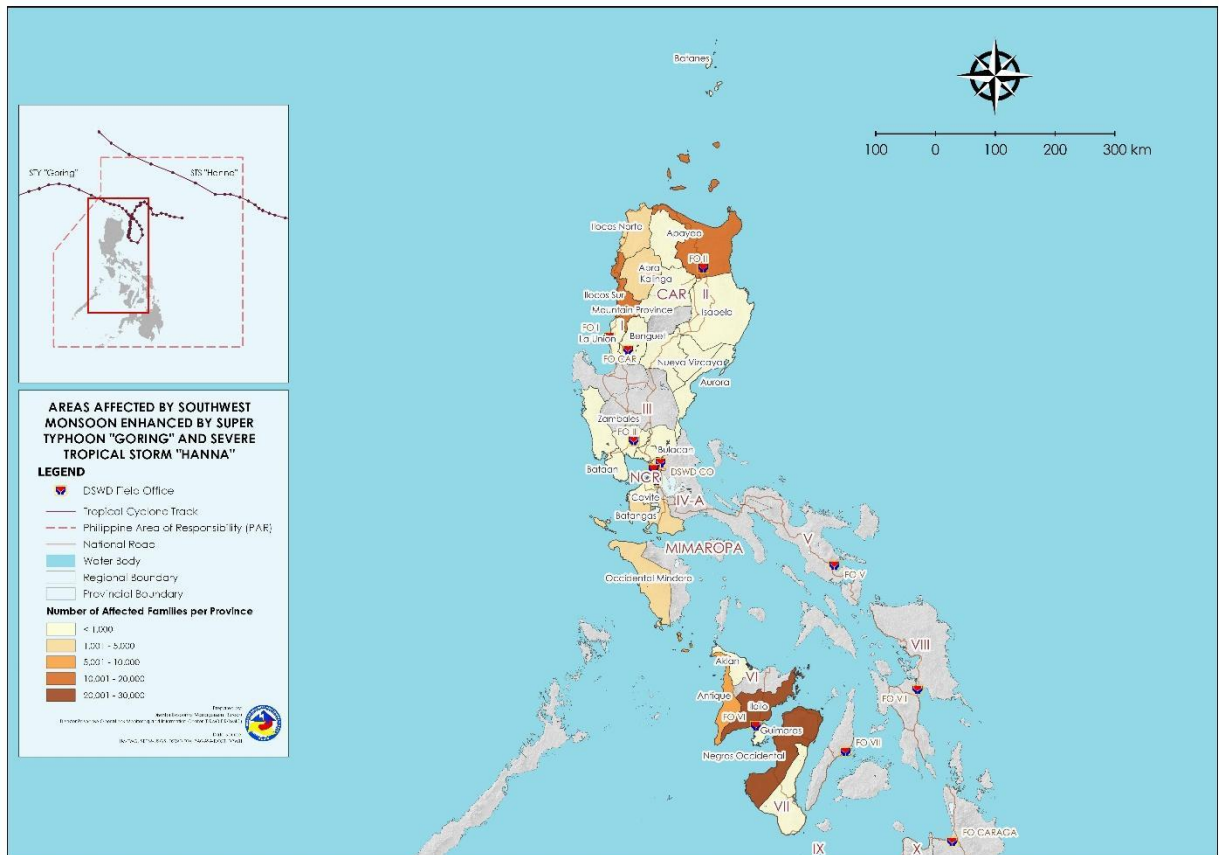 Batanes
100 0 100 200 300 km
STY "Goring"
STS "Hanna"
Ilocos Norte
Apayao
FO II
Abra
Kalinga
CAR
II
Ilocos Sur
Isabela
Mountain Province
FO I
I
La Union
Benguet
FO CAR
Nueva Vizcaya
Aurora
III
Zambales
FO III
Bulacan
Bataan
NCR
DSWD CO
Cavite
IV-A
Batangas
MIMAROPA
V
FO V
Occidental Mindoro
VIII
Aklan
VI
Antique
Iloilo
FO VI
Guimaras
Negros Occidental
FO VII
VII
FO CARAGA
IX
X
AREAS AFFECTED BY SOUTHWEST
MONSOON ENHANCED BY SUPER
TYPHOON "GORING" AND SEVERE
TROPICAL STORM "HANNA"
LEGEND
DSWD Field Office
Tropical Cyclone Track
Philippine Area of Responsibility (PAR)
National Road
Water Body
Regional Boundary
Provincial Boundary
Number of Affected Families per Province
< 1,000
1,001 - 5,000
5,001 - 10,000
10,001 - 20,000
20,001 - 30,000